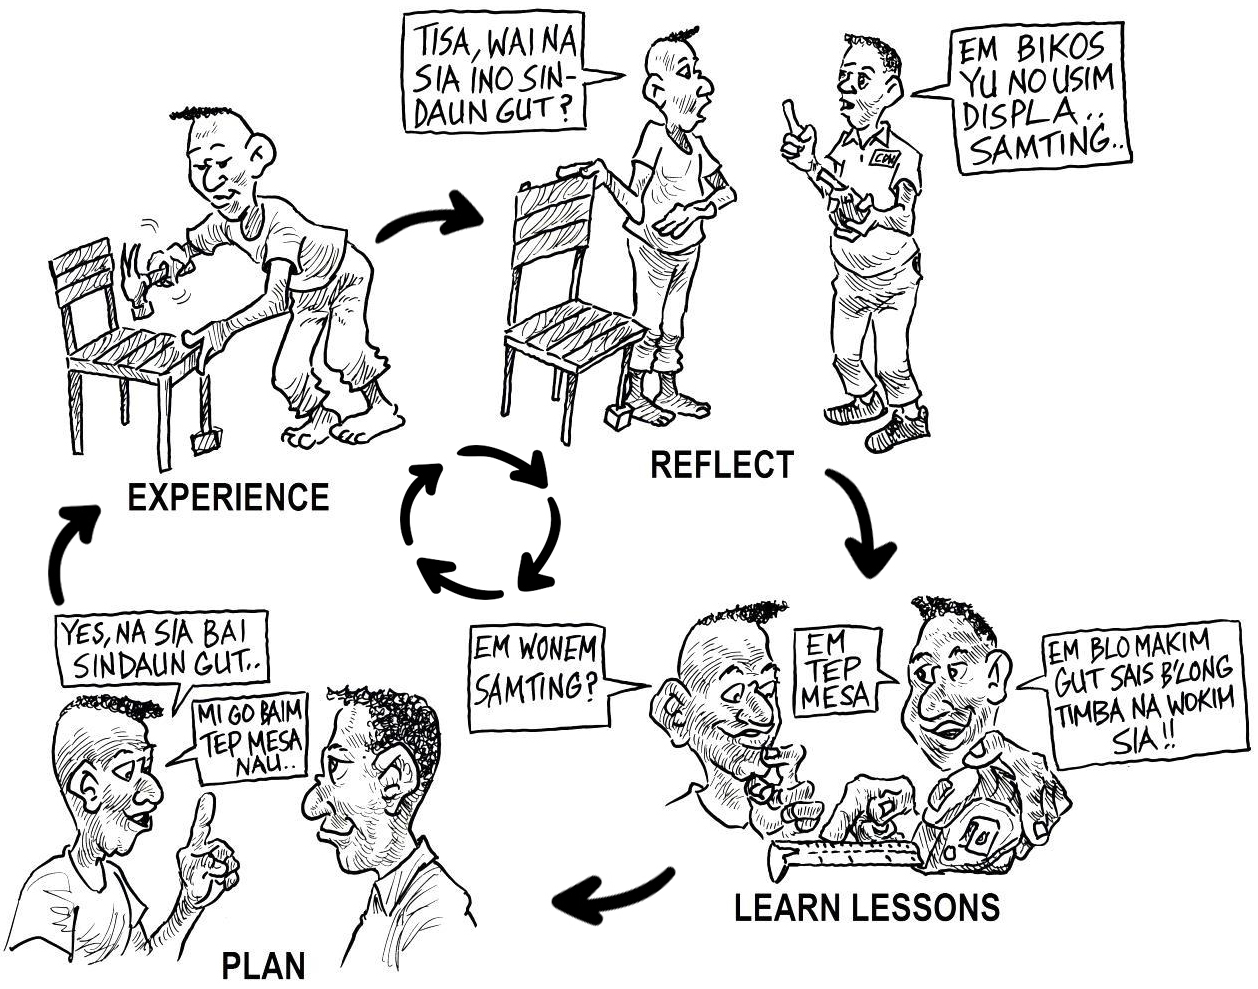 TISA, WAI NA
SIA INO SIN-
DAUN GUT?
EM BIKOS
YU NO USIM
DISPLA..
SAMTING..
CDW
EXPERIENCE
REFLECT
EM WONEM
SAMTING?
EM
TEP
MESA
EM BLO MAKIM
GUT SAIS B'LONG
TIMBA NA WOKIM
SIA!!
LEARN LESSONS
YES, NA SIA BAI
SINDAUN GUT..
MI GO BAIM
TEP MESA
NAU..
PLAN